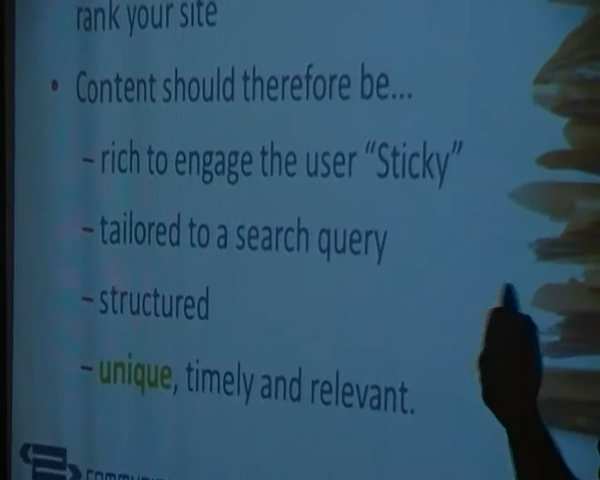 rank your site
• Content should therefore be...
– rich to engage the user “Sticky”
– tailored to a search query
– structured
– unique, timely and relevant.